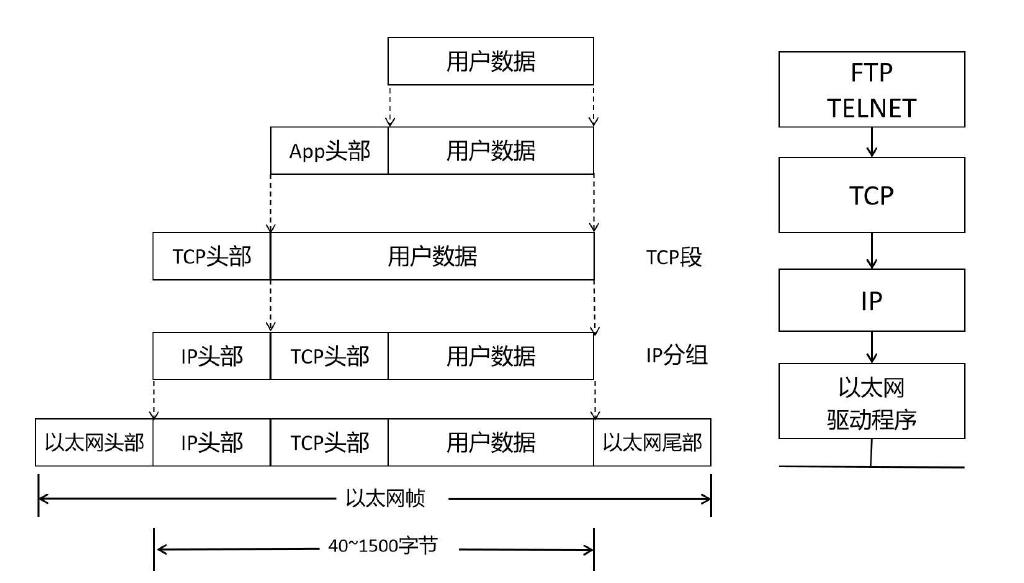 用户数据
App头部 用户数据
TCP头部 用户数据 TCP段
IP头部 TCP头部 用户数据 IP分组
以太网头部 IP头部 TCP头部 用户数据 以太网尾部
以太网帧
40~1500字节
FTP
TELNET
TCP
IP
以太网
驱动程序